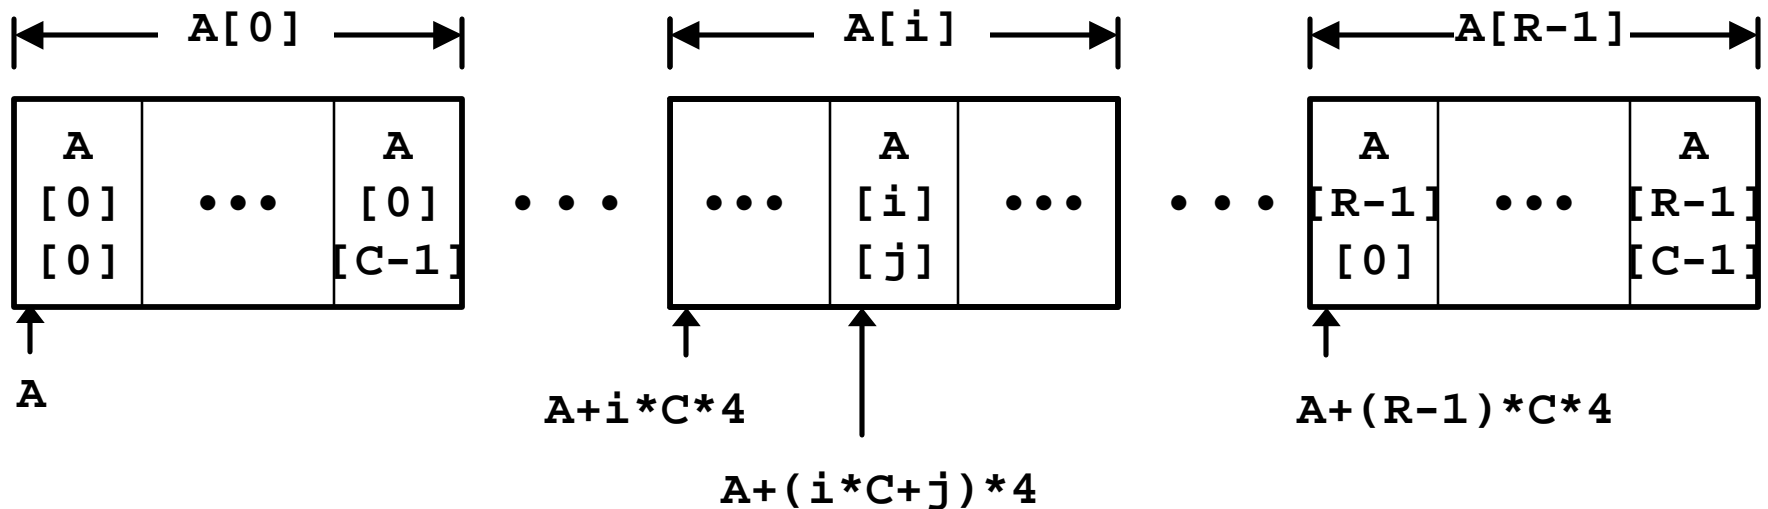 A[0] A[i] A[R-1]
A A A A A
[0] ••• [0] • • • ••• [i] ••• • • • [R-1] ••• [R-1]
[0] [C-1] [j] [0] [C-1]
A
A+i*C*4 A+(R-1)*C*4
A+(i*C+j)*4